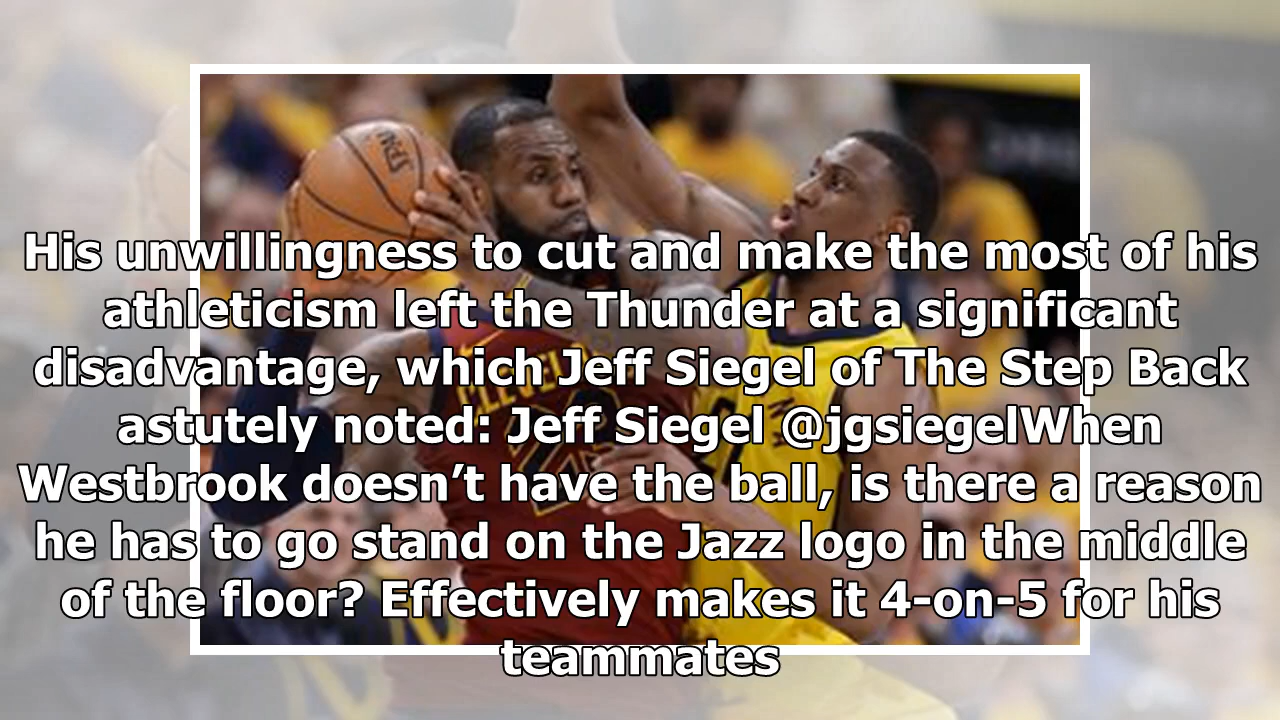 His unwillingness to cut and make the most of his
athleticism left the Thunder at a significant
disadvantage, which Jeff Siegel of The Step Back
astutely noted: Jeff Siegel @jgsiegelWhen
Westbrook doesn’t have the ball, is there a reason
he has to go stand on the Jazz logo in the middle
of the floor? Effectively makes it 4-on-5 for his
teammates